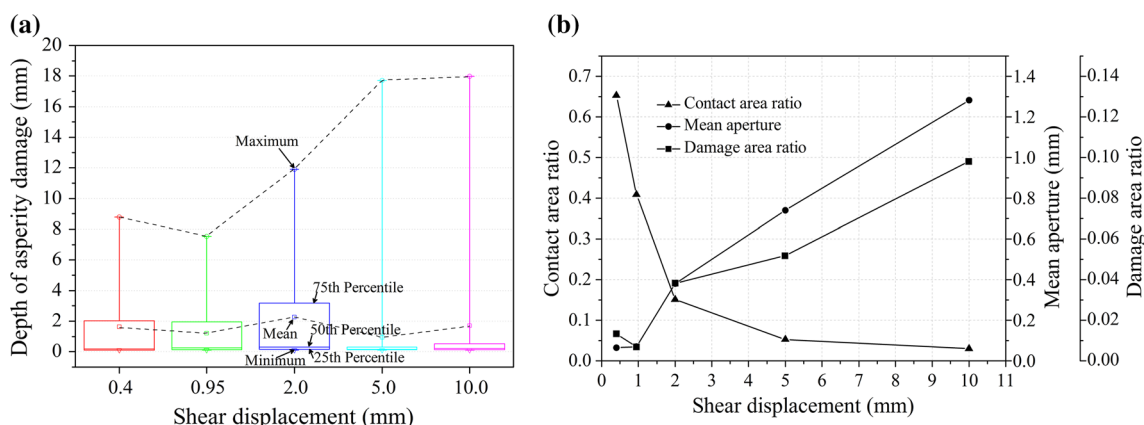 (a)
Depth of asperity damage (mm)
20
18
16
14
12
10
8
6
4
2
0
Maximum
75th Percentile
Mean
50th Percentile
Minimum
25th Percentile
0.4 0.95 2.0 5.0 10.0
Shear displacement (mm)
(b)
Contact area ratio
0.7
0.6
0.5
0.4
0.3
0.2
0.1
0.0
Contact area ratio
Mean aperture
Damage area ratio
0 1 2 3 4 5 6 7 8 9 10 11
Shear displacement (mm)
1.4
1.2
1.0
0.8
0.6
0.4
0.2
0.0
Mean aperture (mm)
0.14
0.12
0.10
0.08
0.06
0.04
0.02
0.00
Damage area ratio